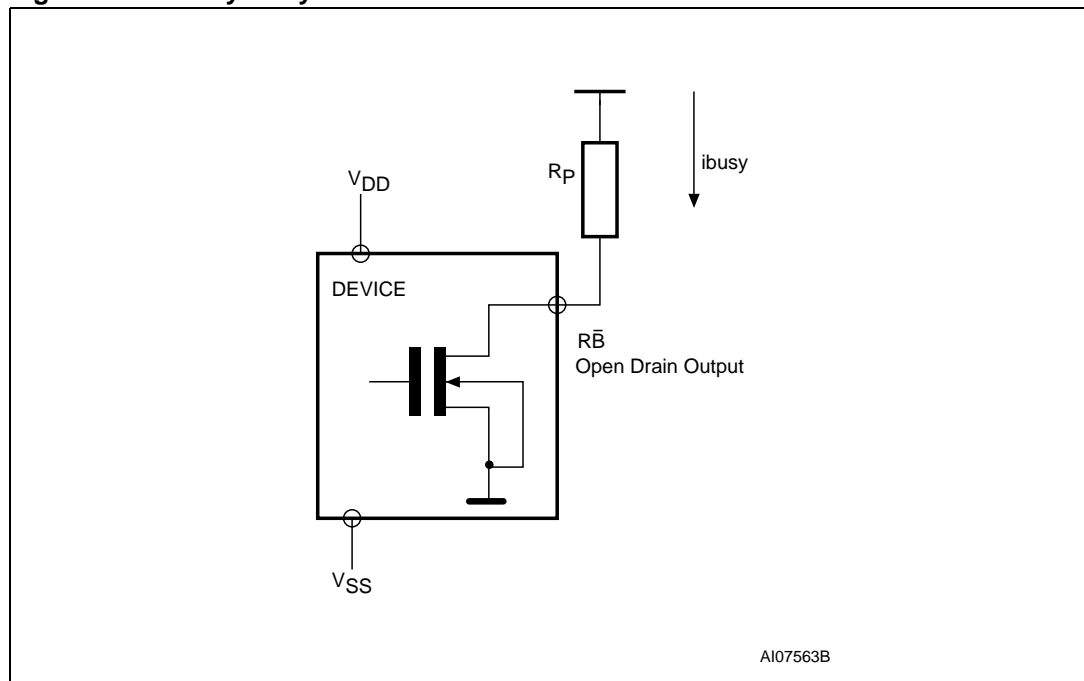 RP
ibusy
VDD
DEVICE
RB̅
Open Drain Output
VSS
AI07563B